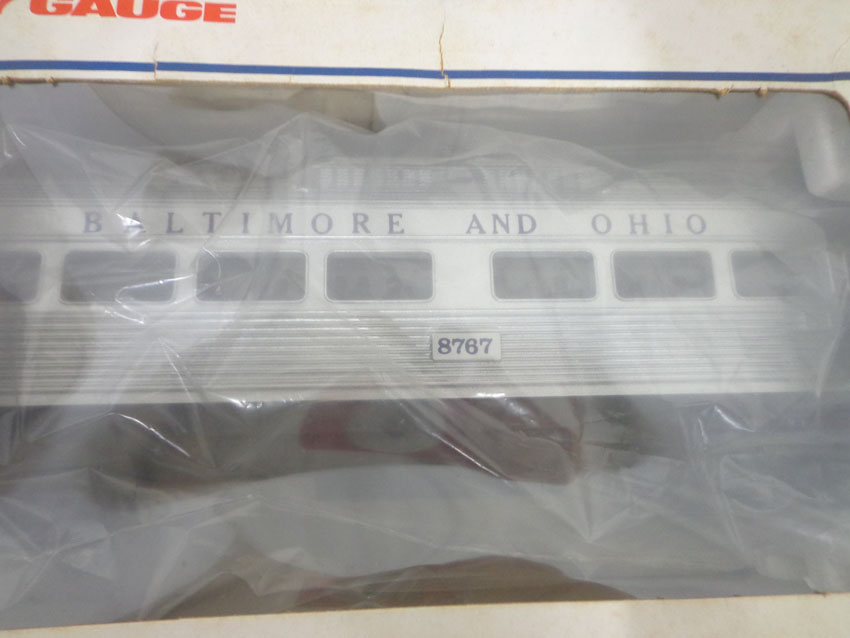 GAUGE
BALTIMORE AND OHIO
8767